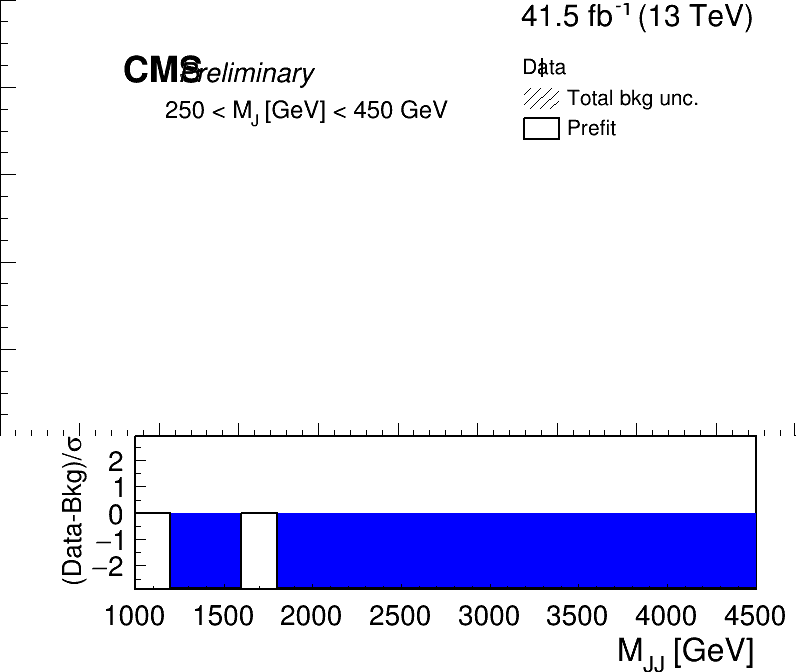 41.5 fb-1 (13 TeV)
CMS Preliminary
Data
250 < MJ [GeV] < 450 GeV
Total bkg unc.
Prefit
(Data-Bkg)/σ
2
1
0
−1
−2
1000 1500 2000 2500 3000 3500 4000 4500
MJJ [GeV]